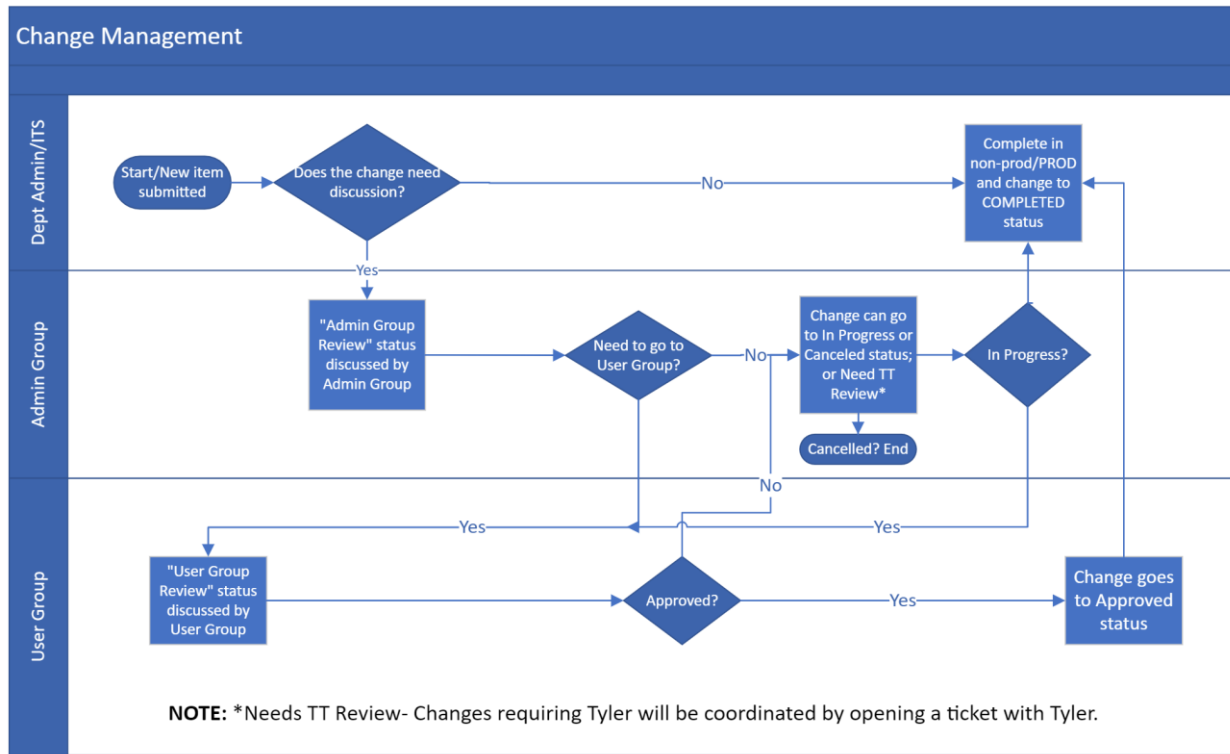 Change Management
Dept Admin/ITS
Start/New item
submitted
Does the change need
discussion?
No
Complete in
non-prod/PROD
and change to
COMPLETED
status
Yes
Admin Group
"Admin Group
Review" status
discussed by
Admin Group
Need to go to
User Group?
No
Change can go
to In Progress or
Canceled status;
or Need TT
Review*
In Progress?
Cancelled? End
No
User Group
Yes
Yes
"User Group
Review" status
discussed by
User Group
Approved?
Yes
Change goes
to Approved
status
NOTE: *Needs TT Review- Changes requiring Tyler will be coordinated by opening a ticket with Tyler.